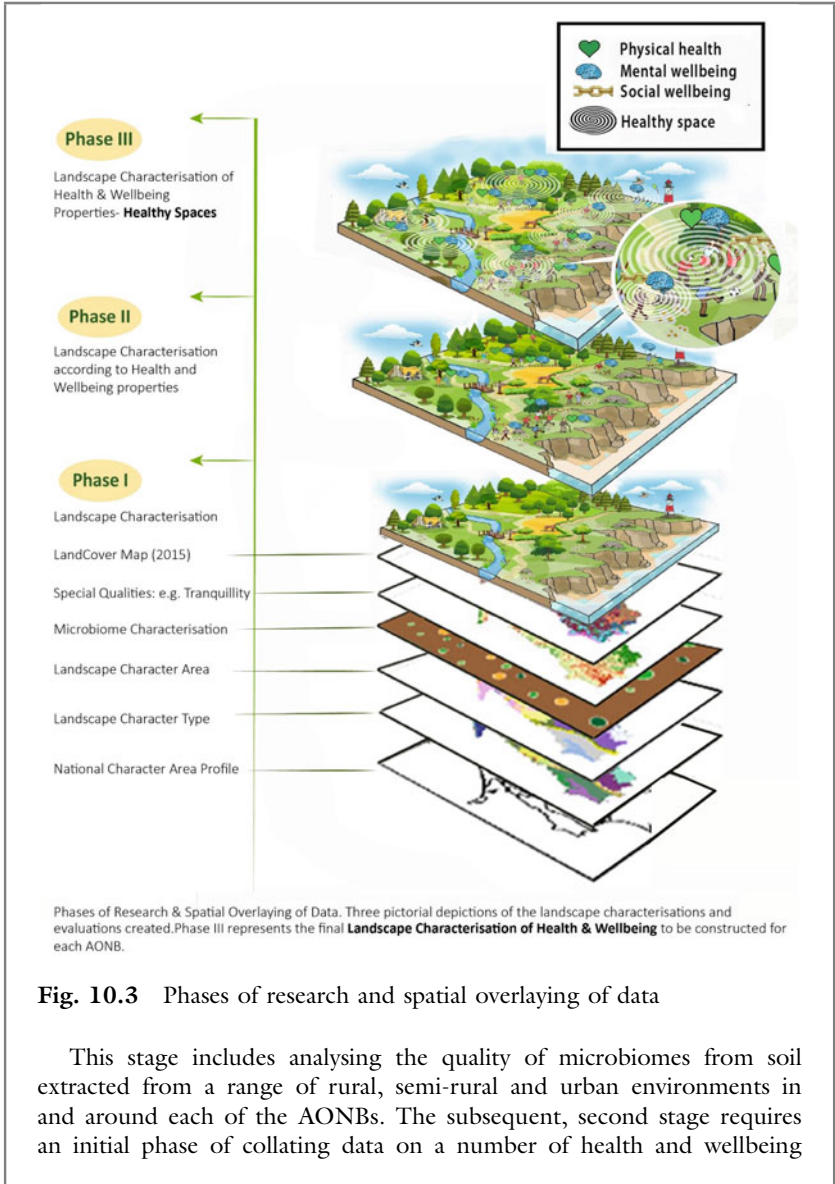 Physical health
Mental wellbeing
Social wellbeing
Healthy space
Phase III
Landscape Characterisation of
Health & Wellbeing
Properties- Healthy Spaces
Phase II
Landscape Characterisation
according to Health and
Wellbeing properties
Phase I
Landscape Characterisation
LandCover Map (2015)
Special Qualities: e.g. Tranquillity
Microbiome Characterisation
Landscape Character Area
Landscape Character Type
National Character Area Profile
Phases of Research & Spatial Overlaying of Data. Three pictorial depictions of the landscape characterisations and
evaluations created.Phase III represents the final Landscape Characterisation of Health & Wellbeing to be constructed for
each AONB.
Fig. 10.3 Phases of research and spatial overlaying of data
This stage includes analysing the quality of microbiomes from soil
extracted from a range of rural, semi-rural and urban environments in
and around each of the AONBs. The subsequent, second stage requires
an initial phase of collating data on a number of health and wellbeing